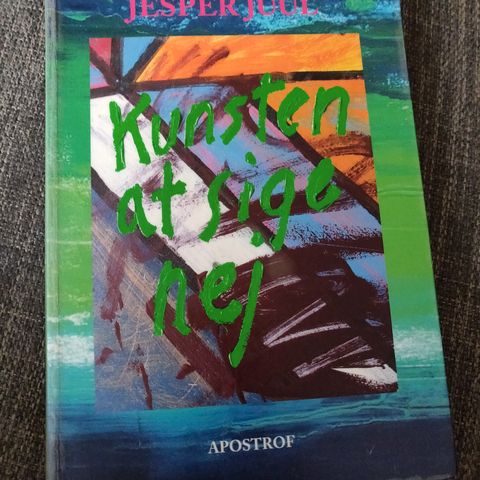 JESPER JUUL
Kunsten
at sige
nej
APOSTROF